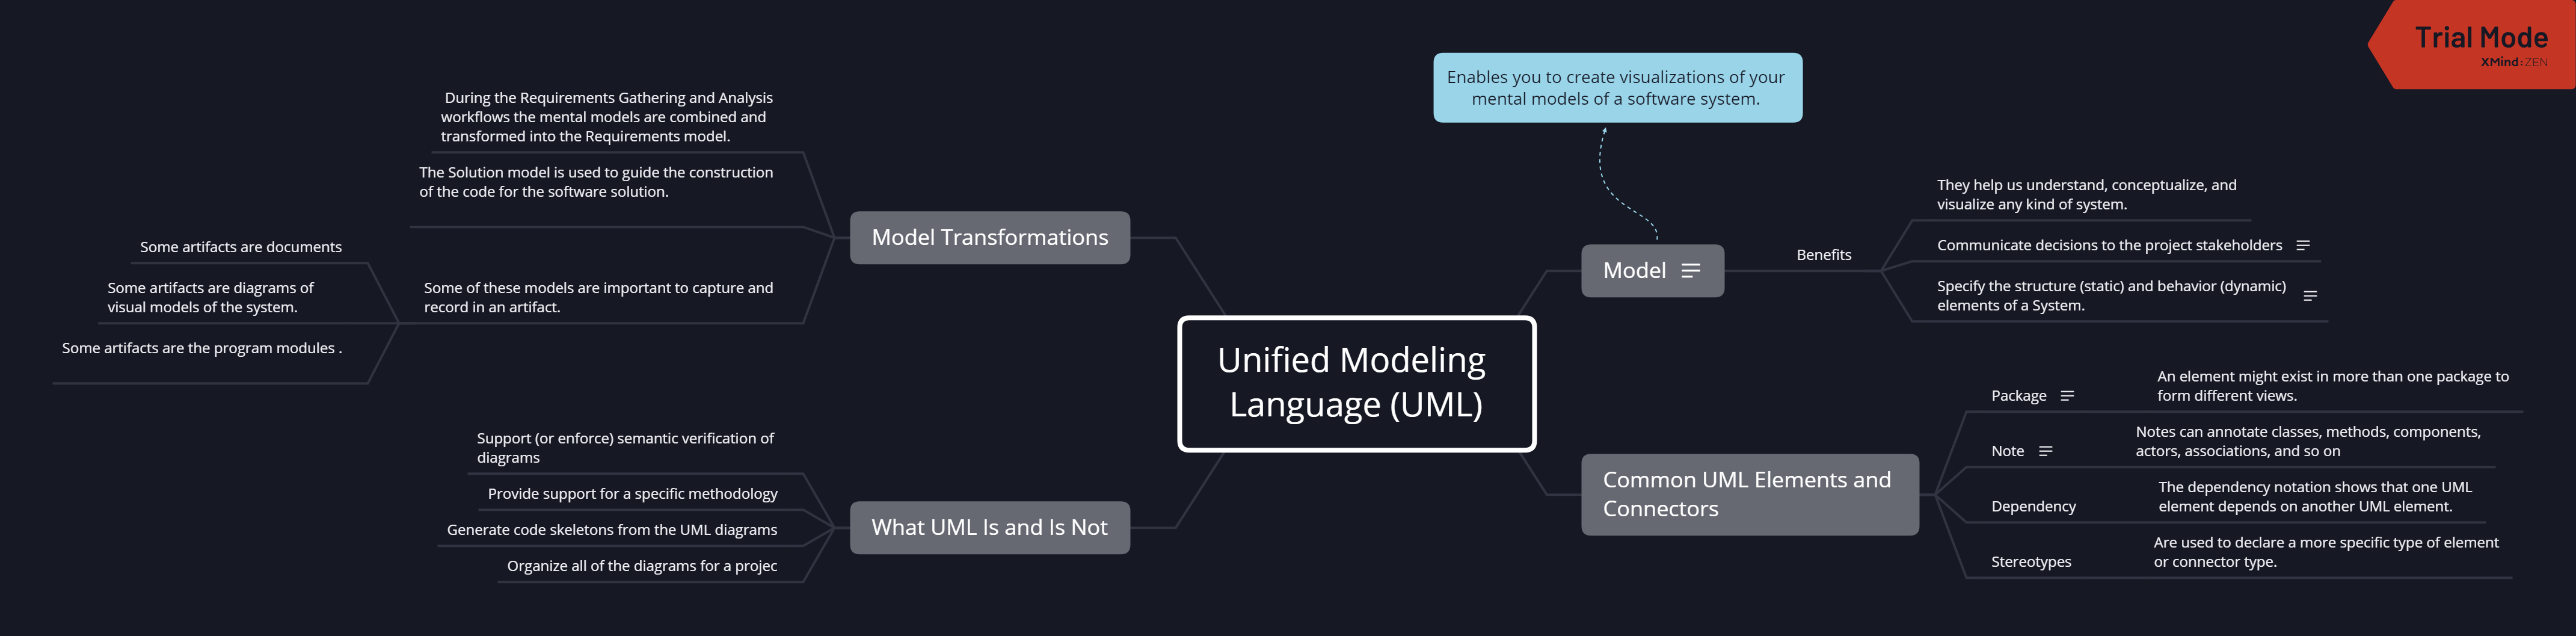 Trial Mode
XMind:ZEN
Enables you to create visualizations of your
mental models of a software system.
During the Requirements Gathering and Analysis
workflows the mental models are combined and
transformed into the Requirements model.
The Solution model is used to guide the construction
of the code for the software solution.
Some of these models are important to capture and
record in an artifact.
Some artifacts are documents
Some artifacts are diagrams of
visual models of the system.
Some artifacts are the program modules .
Model Transformations
Support (or enforce) semantic verification of
diagrams
Provide support for a specific methodology
Generate code skeletons from the UML diagrams
Organize all of the diagrams for a projec
What UML Is and Is Not
Unified Modeling
Language (UML)
Model
Benefits
They help us understand, conceptualize, and
visualize any kind of system.
Communicate decisions to the project stakeholders
Specify the structure (static) and behavior (dynamic)
elements of a System.
Common UML Elements and
Connectors
Package
An element might exist in more than one package to
form different views.
Note
Notes can annotate classes, methods, components,
actors, associations, and so on
Dependency
The dependency notation shows that one UML
element depends on another UML element.
Stereotypes
Are used to declare a more specific type of element
or connector type.